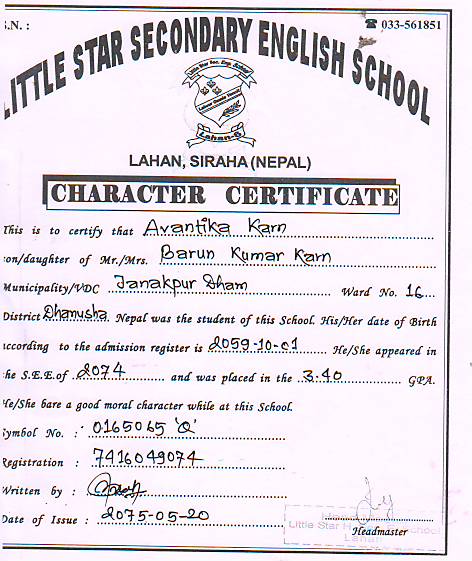 S.N. : ☎ 033-561851
LITTLE STAR SECONDARY ENGLISH SCHOOL
Little Star Sec. Eng. School
Lahan-8
LAHAN, SIRAHA (NEPAL)
CHARACTER CERTIFICATE
This is to certify that Avantika Karn
son/daughter of Mr./Mrs. Barun Kumar Karn
Municipality/VDC Janakpur Dham Ward No. 16
District Dhanusha. Nepal was the student of this School. His/Her date of Birth
according to the admission register is 2059-10-01 He/She appeared in
the S.E.E.of 2074 and was placed in the 3.40 GPA.
He/She bare a good moral character while at this School.
Symbol No. : 0165065 'Q'
Registration : 7416049074
Written by :
Date of Issue : 2075-05-20
Little Star School
Headmaster